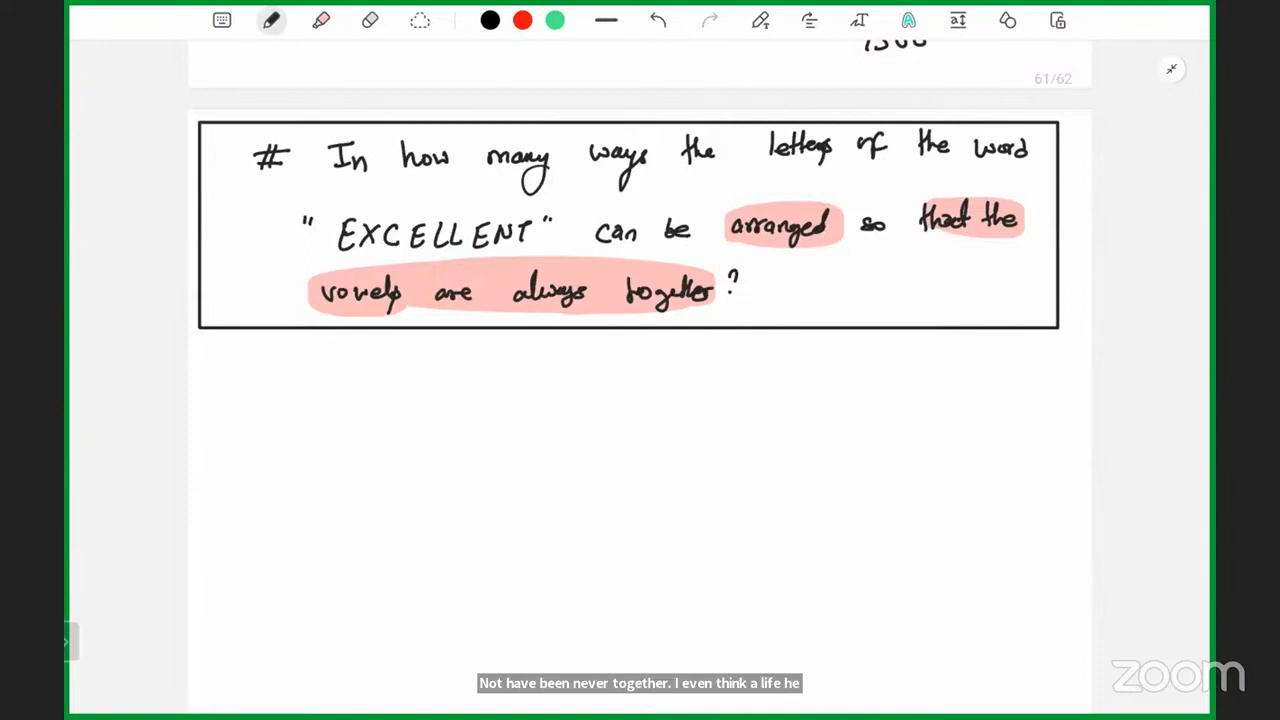 61/62
# In how many ways the letters of the word
" EXCELLENT " can be arranged so that the
vowels are always together ?
Not have been never together. I even think a life he
zoom